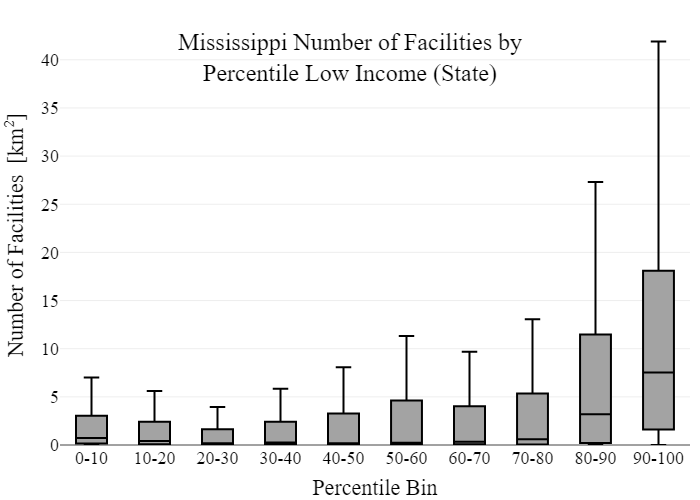 Mississippi Number of Facilities by
Percentile Low Income (State)
Number of Facilities [km²]
40
35
30
25
20
15
10
5
0
0-10 10-20 20-30 30-40 40-50 50-60 60-70 70-80 80-90 90-100
Percentile Bin